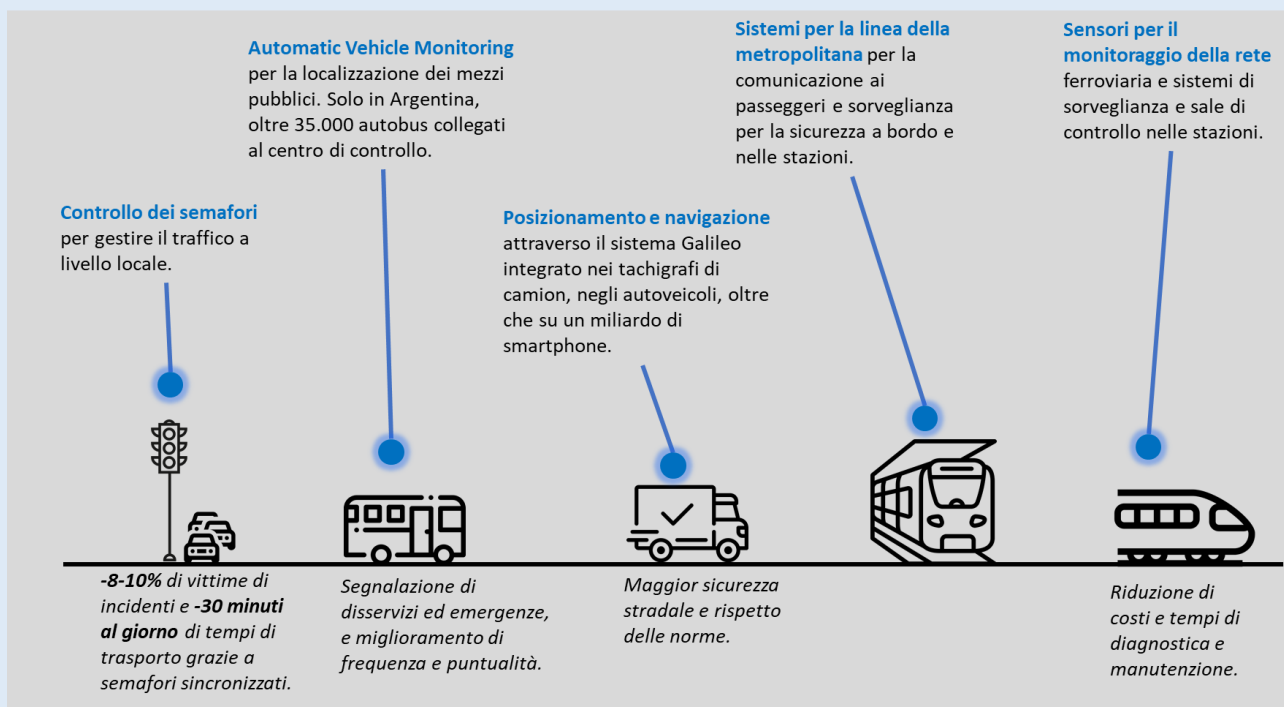 Controllo dei semafori
per gestire il traffico a
livello locale.
Automatic Vehicle Monitoring
per la localizzazione dei mezzi
pubblici. Solo in Argentina,
oltre 35.000 autobus collegati
al centro di controllo.
Posizionamento e navigazione
attraverso il sistema Galileo
integrato nei tachigrafi di
camion, negli autoveicoli, oltre
che su un miliardo di
smartphone.
Sistemi per la linea della
metropolitana per la
comunicazione ai
passeggeri e sorveglianza
per la sicurezza a bordo e
nelle stazioni.
Sensori per il
monitoraggio della rete
ferroviaria e sistemi di
sorveglianza e sale di
controllo nelle stazioni.
-8-10% di vittime di
incidenti e -30 minuti
al giorno di tempi di
trasporto grazie a
semafori sincronizzati.
Segnalazione di
disservizi ed emergenze,
e miglioramento di
frequenza e puntualità.
Maggior sicurezza
stradale e rispetto
delle norme.
Riduzione di
costi e tempi di
diagnostica e
manutenzione.